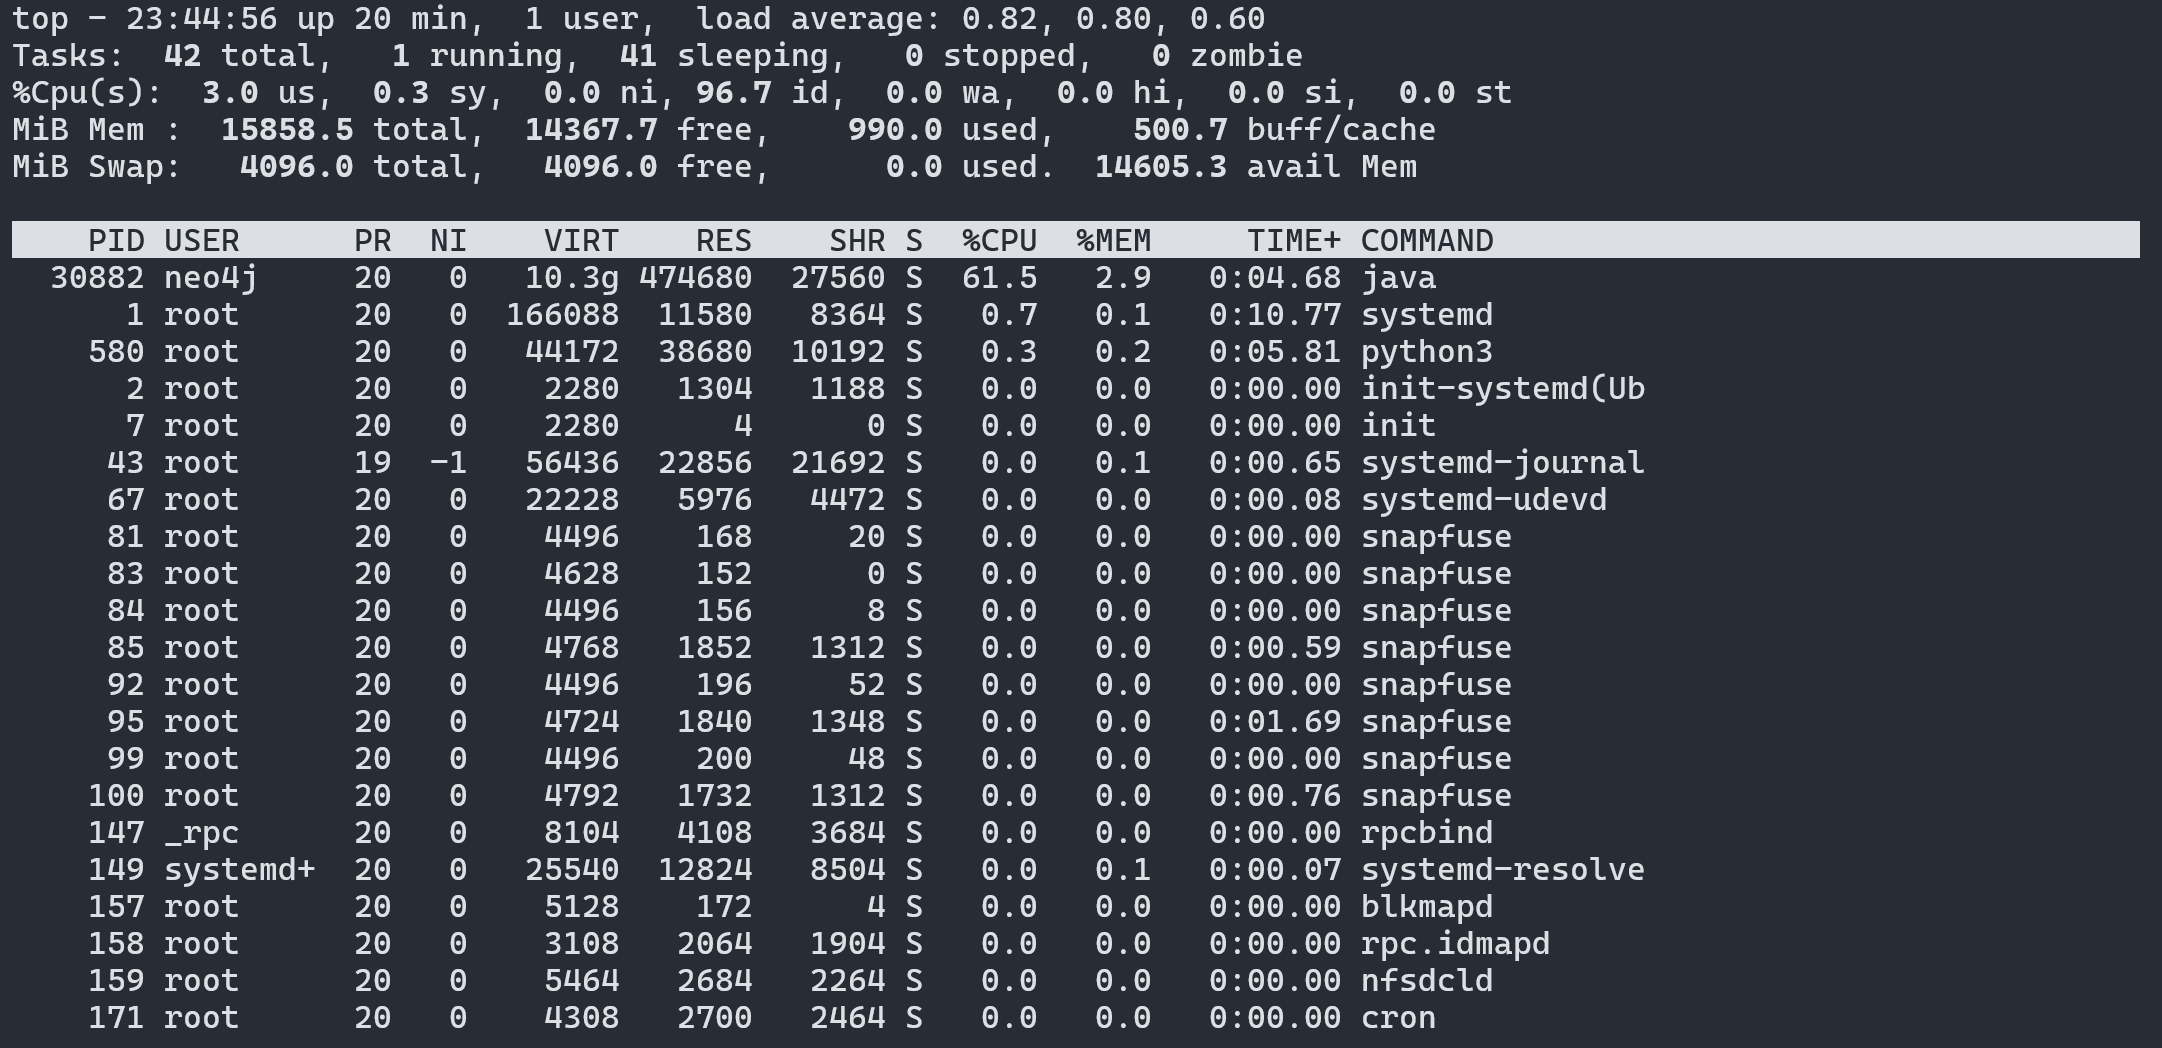 top - 23:44:56 up 20 min,  1 user,  load average: 0.82, 0.80, 0.60
Tasks:  42 total,   1 running,  41 sleeping,   0 stopped,   0 zombie
%Cpu(s):  3.0 us,  0.3 sy,  0.0 ni, 96.7 id,  0.0 wa,  0.0 hi,  0.0 si,  0.0 st
MiB Mem :  15858.5 total,  14367.7 free,    990.0 used,    500.7 buff/cache
MiB Swap:   4096.0 total,   4096.0 free,      0.0 used.  14605.3 avail Mem
    PID USER      PR  NI    VIRT    RES    SHR S  %CPU  %MEM     TIME+ COMMAND
  30882 neo4j     20   0   10.3g 474680  27560 S  61.5   2.9   0:04.68 java
      1 root      20   0  166088  11580   8364 S   0.7   0.1   0:10.77 systemd
    580 root      20   0   44172  38680  10192 S   0.3   0.2   0:05.81 python3
      2 root      20   0    2280   1304   1188 S   0.0   0.0   0:00.00 init-systemd(Ub
      7 root      20   0    2280      4      0 S   0.0   0.0   0:00.00 init
     43 root      19  -1   56436  22856  21692 S   0.0   0.1   0:00.65 systemd-journal
     67 root      20   0   22228   5976   4472 S   0.0   0.0   0:00.08 systemd-udevd
     81 root      20   0    4496    168     20 S   0.0   0.0   0:00.00 snapfuse
     83 root      20   0    4628    152      0 S   0.0   0.0   0:00.00 snapfuse
     84 root      20   0    4496    156      8 S   0.0   0.0   0:00.00 snapfuse
     85 root      20   0    4768   1852   1312 S   0.0   0.0   0:00.59 snapfuse
     92 root      20   0    4496    196     52 S   0.0   0.0   0:00.00 snapfuse
     95 root      20   0    4724   1840   1348 S   0.0   0.0   0:01.69 snapfuse
     99 root      20   0    4496    200     48 S   0.0   0.0   0:00.00 snapfuse
    100 root      20   0    4792   1732   1312 S   0.0   0.0   0:00.76 snapfuse
    147 _rpc      20   0    8104   4108   3684 S   0.0   0.0   0:00.00 rpcbind
    149 systemd+  20   0   25540  12824   8504 S   0.0   0.1   0:00.07 systemd-resolve
    157 root      20   0    5128    172      4 S   0.0   0.0   0:00.00 blkmapd
    158 root      20   0    3108   2064   1904 S   0.0   0.0   0:00.00 rpc.idmapd
    159 root      20   0    5464   2684   2264 S   0.0   0.0   0:00.00 nfsdcld
    171 root      20   0    4308   2700   2464 S   0.0   0.0   0:00.00 cron